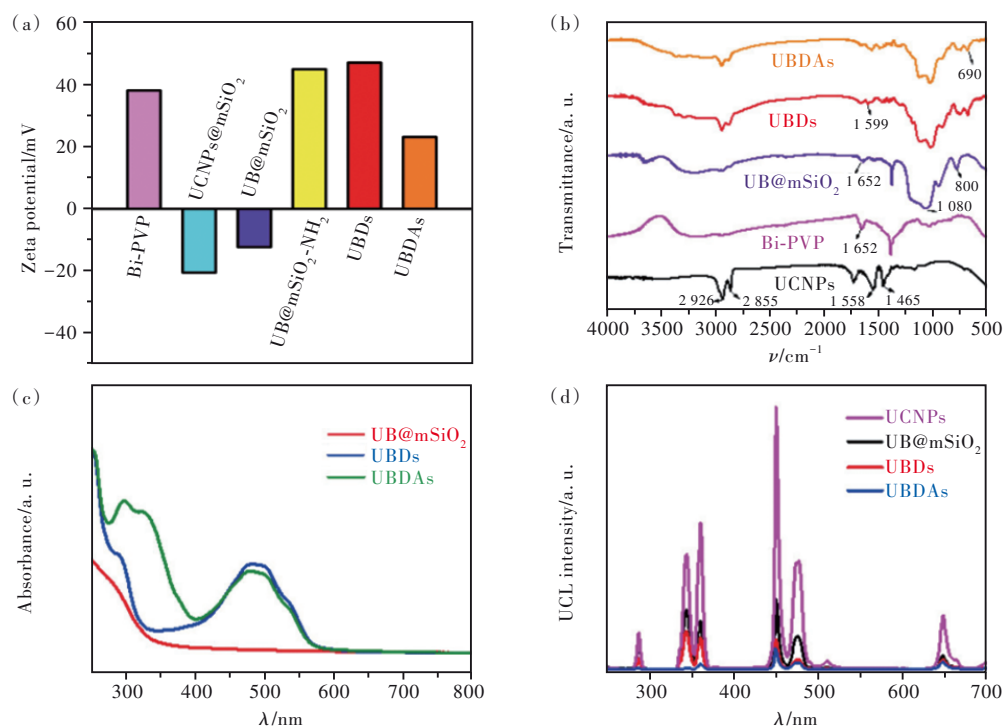 (a)
Zeta potential/mV
60
40
20
0
−20
−40
Bi-PVP
UCNPs@mSiO2
UB@mSiO2
UB@mSiO2-NH2
UBDs
UBDAs
(b)
Transmittance/a. u.
UBDAs
690
UBDs
1 599
UB@mSiO2
1 652
800
1 080
Bi-PVP
1 652
UCNPs
2 926
2 855
1 558
1 465
4000 3000 2000 1000 500
ν/cm−1
(c)
Absorbance/a. u.
UB@mSiO2
UBDs
UBDAs
300 400 500 600 700 800
λ/nm
(d)
UCL intensity/a. u.
UCNPs
UB@mSiO2
UBDs
UBDAs
300 400 500 600 700
λ/nm